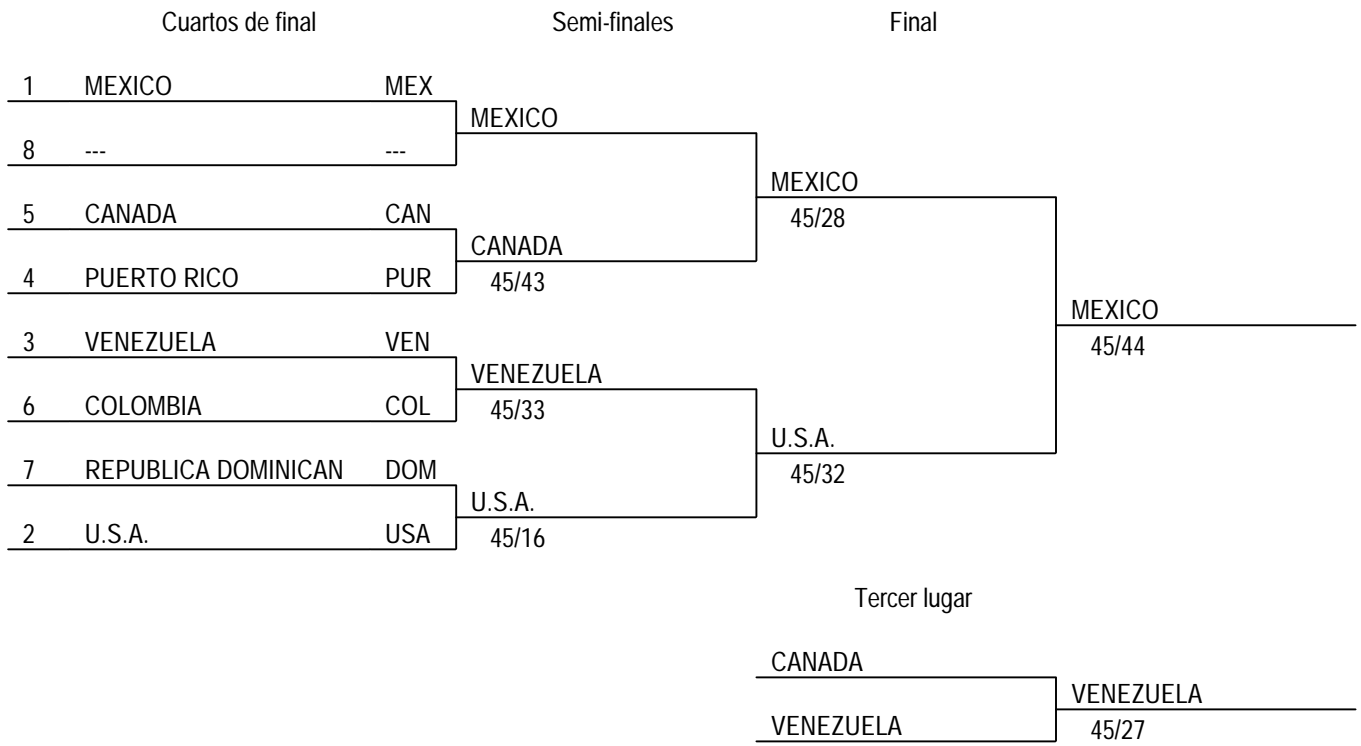 Cuartos de final Semi-finales Final
1 MEXICO MEX
MEXICO
8 --- ---
MEXICO
45/28
5 CANADA CAN
CANADA
45/43
4 PUERTO RICO PUR
MEXICO
45/44
3 VENEZUELA VEN
VENEZUELA
45/33
6 COLOMBIA COL
U.S.A.
45/32
7 REPUBLICA DOMINICAN DOM
U.S.A.
45/16
2 U.S.A. USA
Tercer lugar
CANADA
VENEZUELA
45/27
VENEZUELA